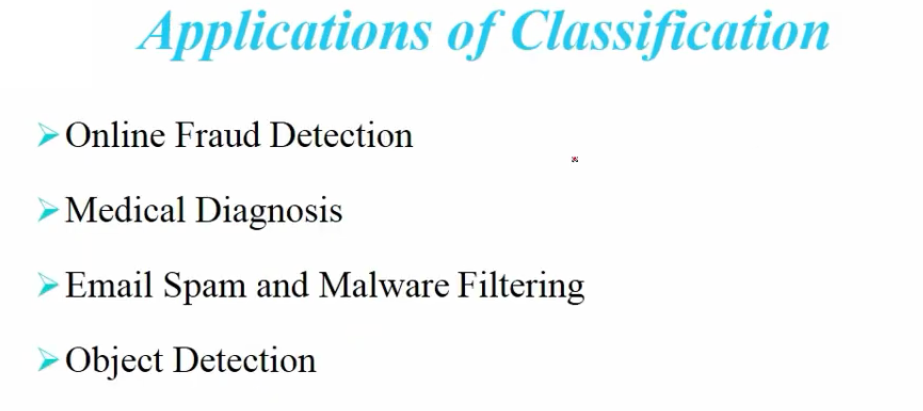 Applications of Classification
Online Fraud Detection
Medical Diagnosis
Email Spam and Malware Filtering
Object Detection